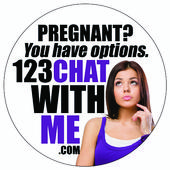 PREGNANT?
You have options.
123CHAT
WITH
ME
.COM